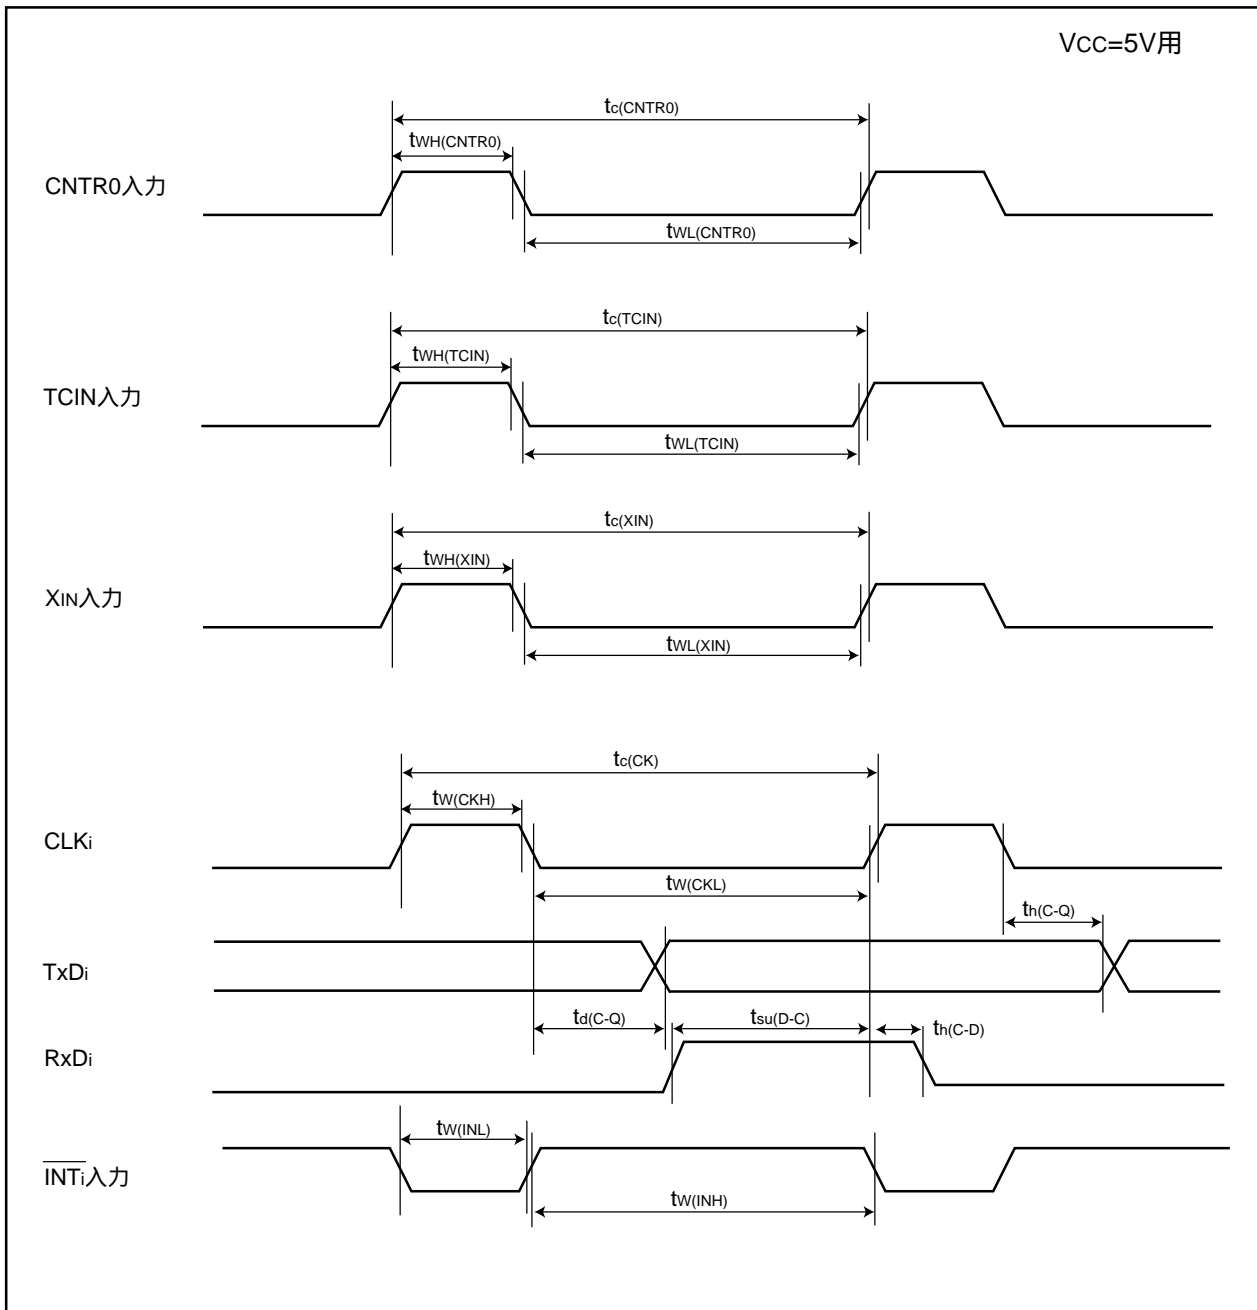 VCC=5V用
tc(CNTR0)
tWH(CNTR0)
CNTR0入力
tWL(CNTR0)
tc(TCIN)
tWH(TCIN)
TCIN入力
tWL(TCIN)
tc(XIN)
tWH(XIN)
XIN入力
tWL(XIN)
tc(CK)
tW(CKH)
CLKi
tW(CKL)
th(C-Q)
TxDi
td(C-Q)
tsu(D-C)
th(C-D)
RxDi
tW(INL)
INTi入力
tW(INH)